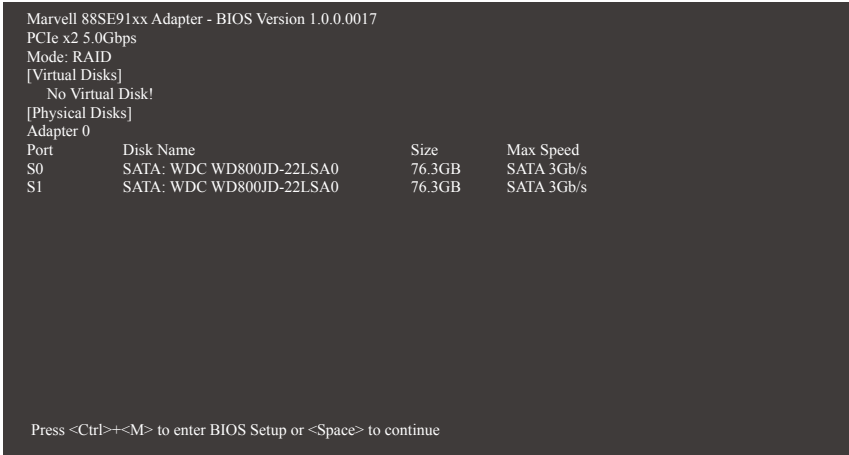 Marvell 88SE91xx Adapter - BIOS Version 1.0.0.0017
PCIe x2 5.0Gbps
Mode: RAID
[Virtual Disks]
No Virtual Disk!
[Physical Disks]
Adapter 0
Port Disk Name Size Max Speed
S0 SATA: WDC WD800JD-22LSA0 76.3GB SATA 3Gb/s
S1 SATA: WDC WD800JD-22LSA0 76.3GB SATA 3Gb/s
Press <Ctrl>+<M> to enter BIOS Setup or <Space> to continue